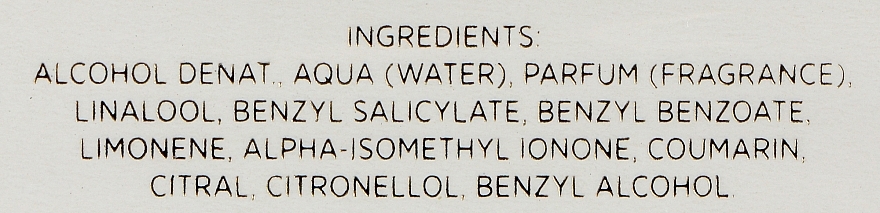 INGREDIENTS:
ALCOHOL DENAT., AQUA (WATER), PARFUM (FRAGRANCE),
LINALOOL, BENZYL SALICYLATE, BENZYL BENZOATE,
LIMONENE, ALPHA-ISOMETHYL IONONE, COUMARIN,
CITRAL, CITRONELLOL, BENZYL ALCOHOL.